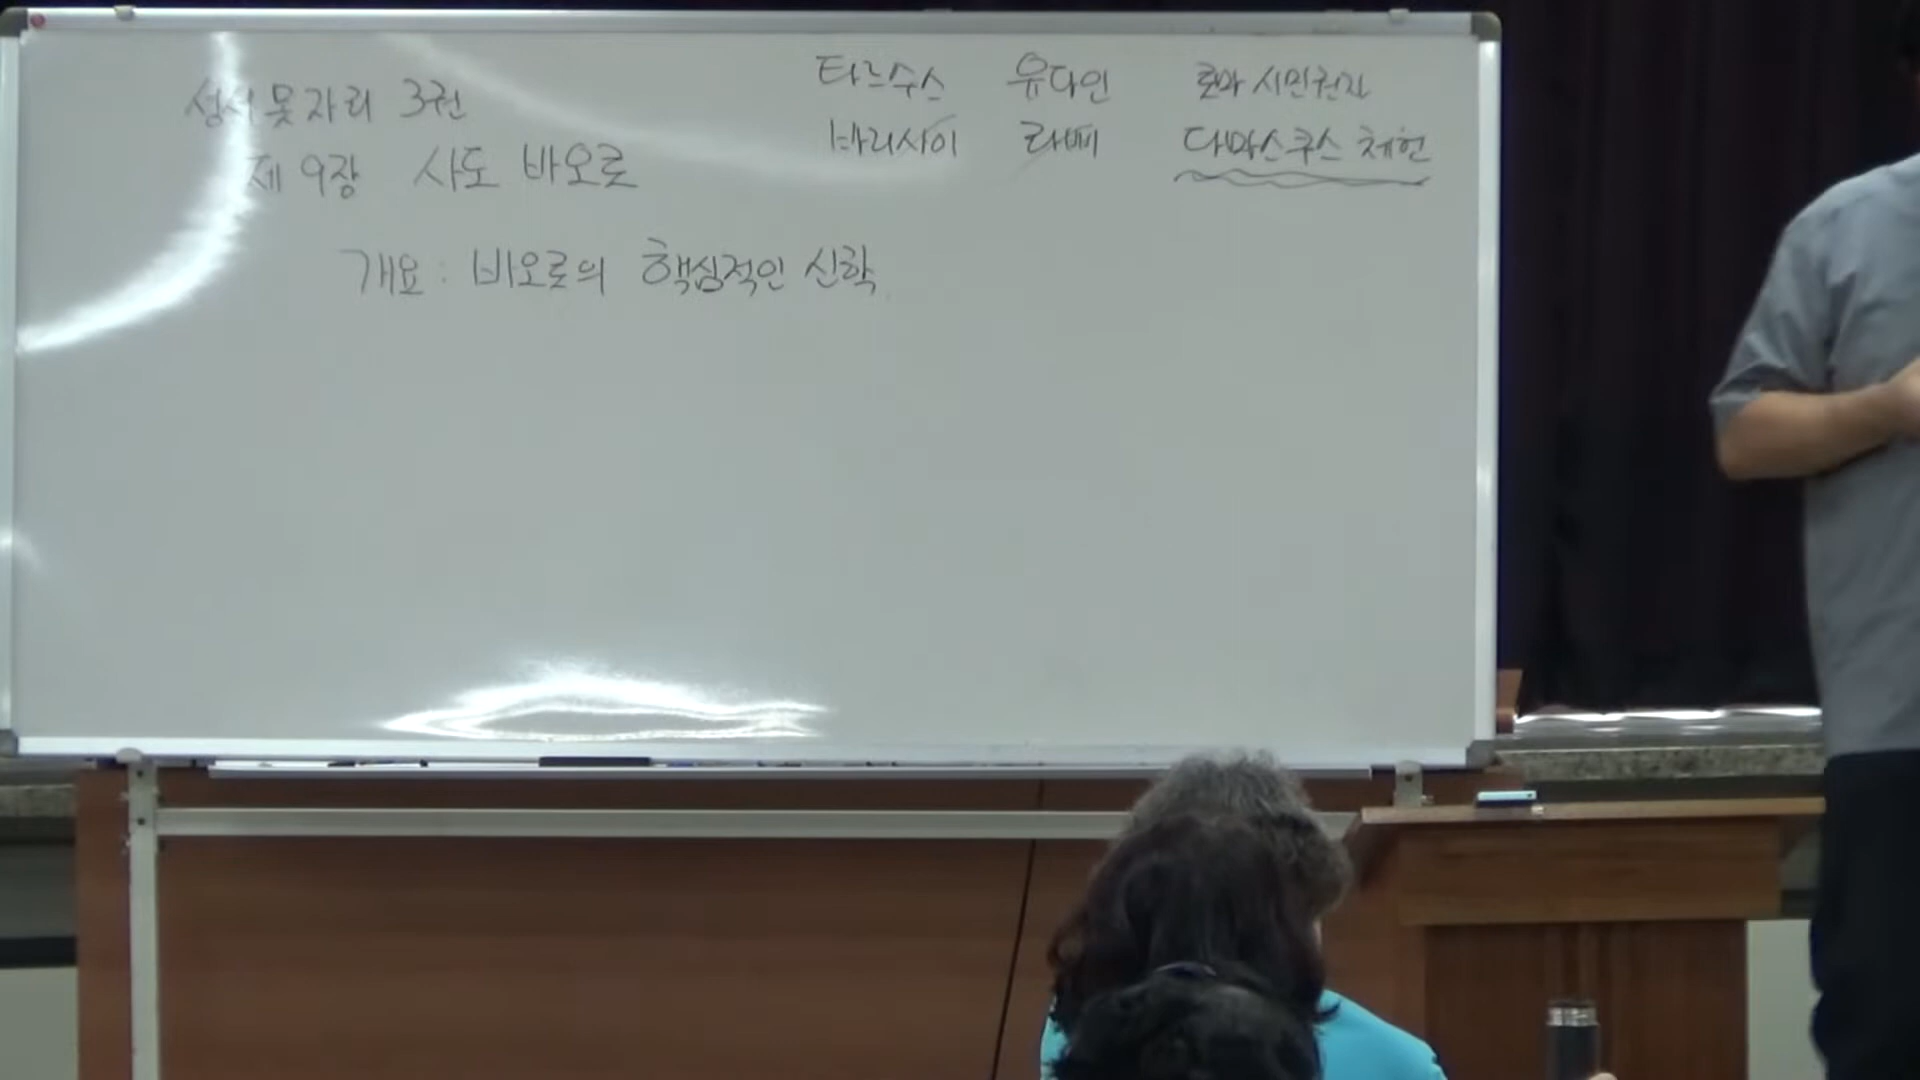 성서못자리 3권
제 9장 사도 바오로
개요 : 바오로의 핵심적인 신학
타르수스 유다인 로마 시민권자
바리사이 라삐 다마스쿠스 체험